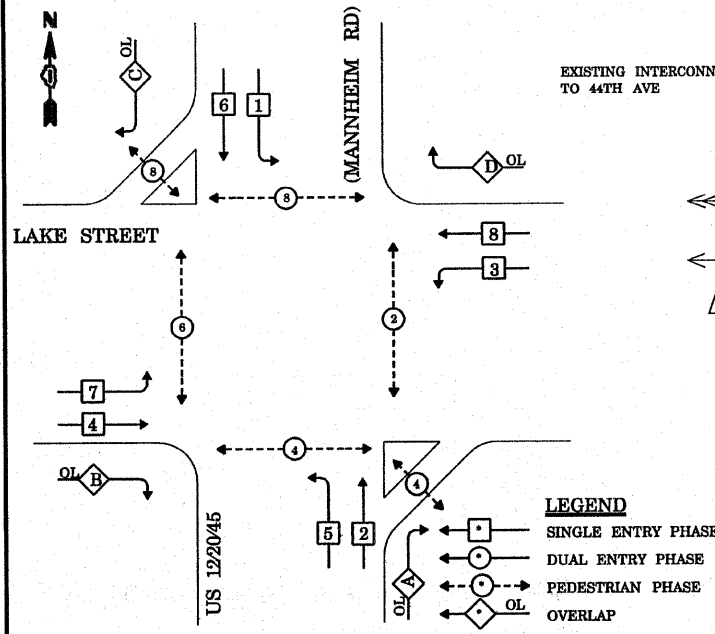 N
OL
C
6
1
(MANNHEIM RD)
EXISTING INTERCONN
TO 44TH AVE
8
D
OL
8
LAKE STREET
8
3
6
2
7
4
OL
B
4
4
5
2
US 12/20/45
A
OL
LEGEND
* SINGLE ENTRY PHASE
* DUAL ENTRY PHASE
* PEDESTRIAN PHASE
* OL OVERLAP